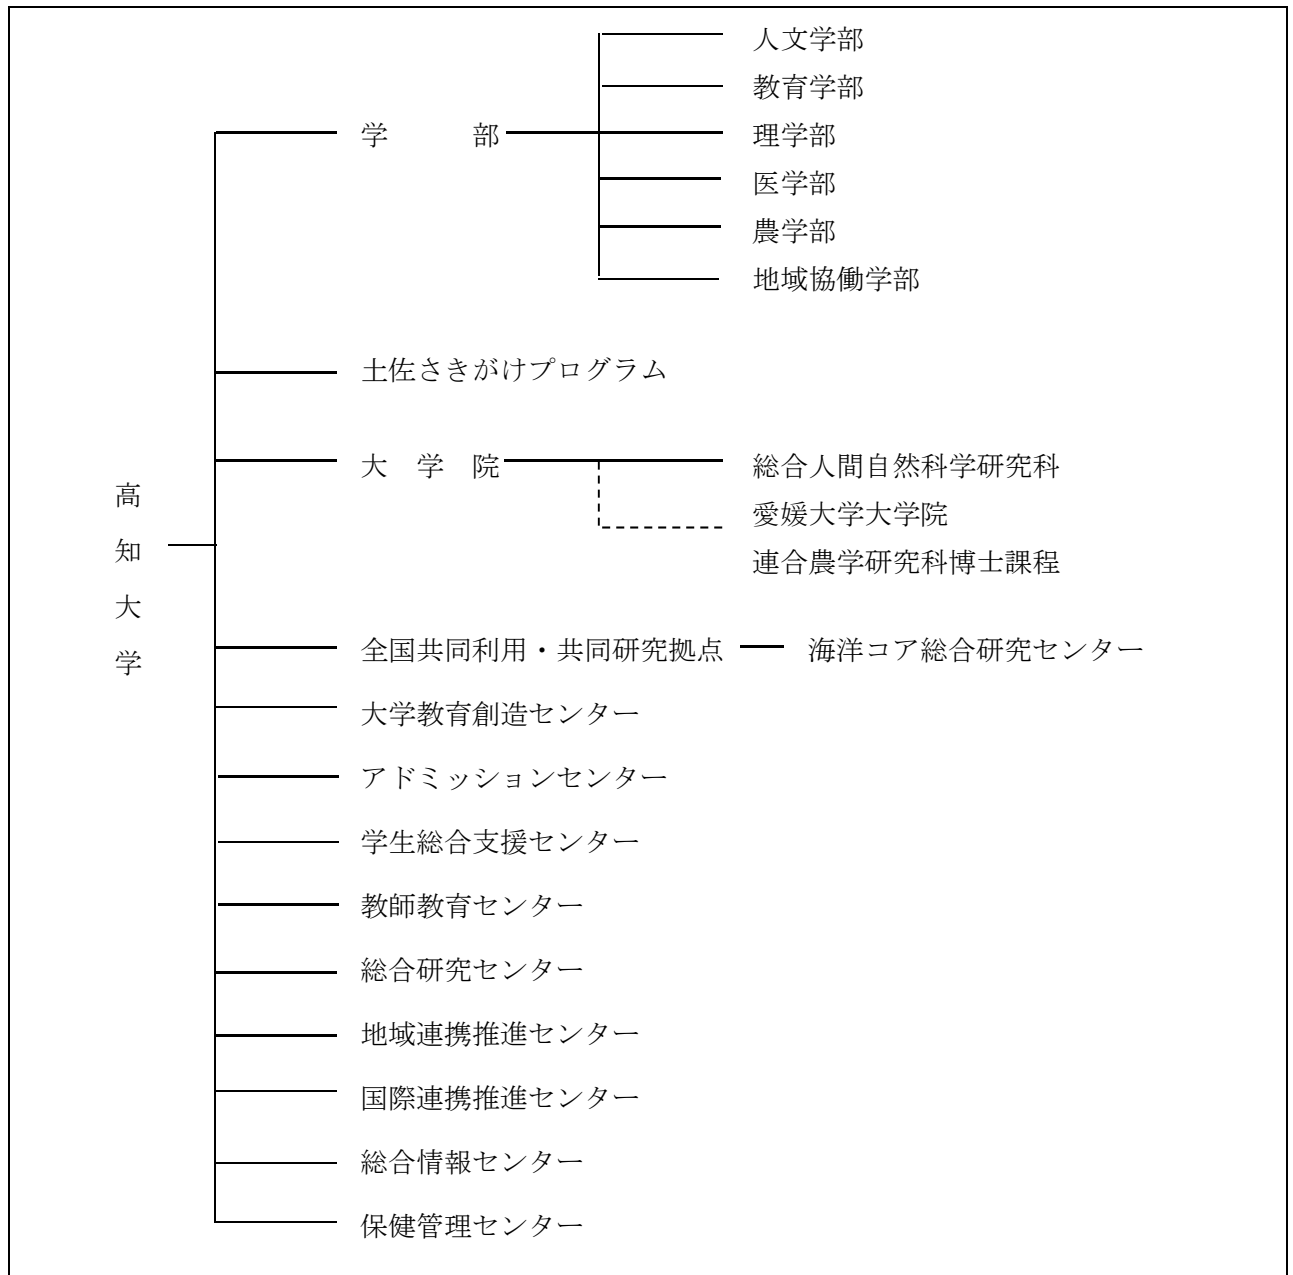 人文学部
教育学部
学　　　部
理学部
医学部
農学部
地域協働学部
土佐さきがけプログラム
大　学　院
総合人間自然科学研究科
愛媛大学大学院
連合農学研究科博士課程
高知大学
全国共同利用・共同研究拠点
海洋コア総合研究センター
大学教育創造センター
アドミッションセンター
学生総合支援センター
教師教育センター
総合研究センター
地域連携推進センター
国際連携推進センター
総合情報センター
保健管理センター